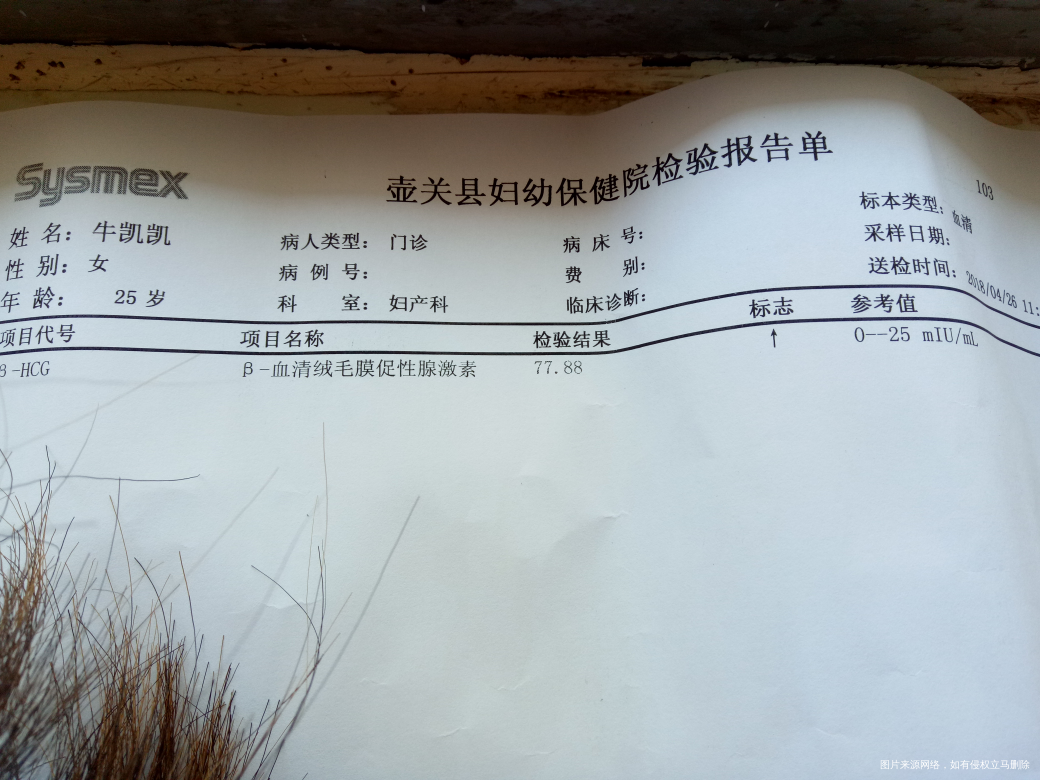 壶关县妇幼保健院检验报告单
Sysmex
103
姓 名： 牛凯凯 病人类型： 门诊 病 床 号： 标本类型： 血清
性 别： 女 病 例 号： 费 别： 采样日期：
年 龄： 25 岁 科 室： 妇产科 临床诊断： 送检时间： 2018/04/26 11:
项目代号 项目名称 检验结果 标志 参考值
β-HCG β-血清绒毛膜促性腺激素 77.88 ↑ 0--25 mIU/mL
图片来源网络，如有侵权立马删除